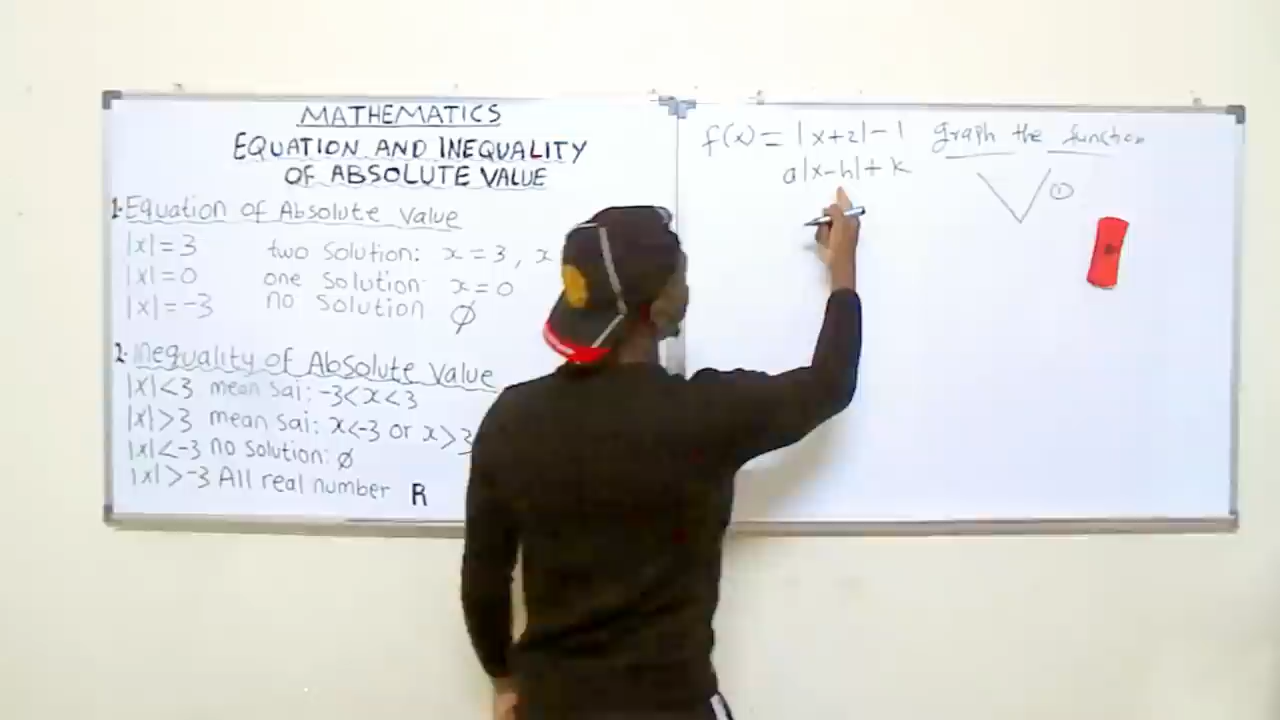 MATHEMATICS
EQUATION AND INEQUALITY
OF ABSOLUTE VALUE
1. Equation of Absolute Value
|x| = 3 two solution: x = 3, x
|x| = 0 one solution x = 0
|x| = -3 no solution ∅
2. Inequality of Absolute Value
|x| < 3 mean sai: -3 < x < 3
|x| > 3 mean sai: x < -3 or x > 3
|x| < -3 no solution: ∅
|x| > -3 All real number R
f(x) = |x+2| - 1 graph the function
a|x-h| + k
①